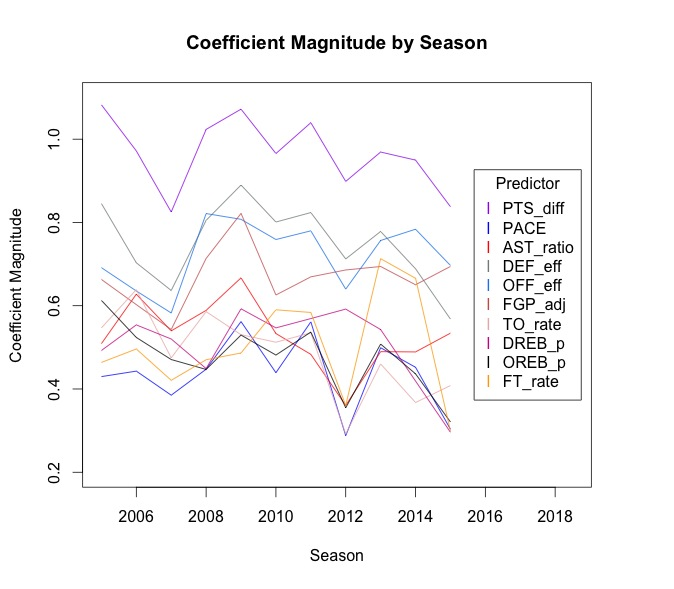 Coefficient Magnitude by Season
Coefficient Magnitude
1.0
0.8
0.6
0.4
0.2
Predictor
PTS_diff
PACE
AST_ratio
DEF_eff
OFF_eff
FGP_adj
TO_rate
DREB_p
OREB_p
FT_rate
2006 2008 2010 2012 2014 2016 2018
Season